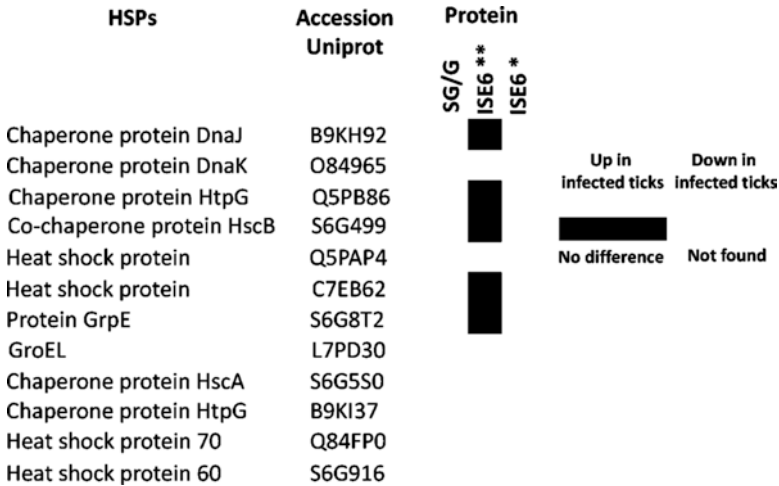 HSPs Accession Uniprot Protein
SG/G ISE6 ** ISE6 *
Chaperone protein DnaJ B9KH92
Chaperone protein DnaK O84965
Chaperone protein HtpG Q5PB86
Co-chaperone protein HscB S6G499
Heat shock protein Q5PAP4
Heat shock protein C7EB62
Protein GrpE S6G8T2
GroEL L7PD30
Chaperone protein HscA S6G5S0
Chaperone protein HtpG B9KI37
Heat shock protein 70 Q84FP0
Heat shock protein 60 S6G916
Up in infected ticks
Down in infected ticks
No difference
Not found